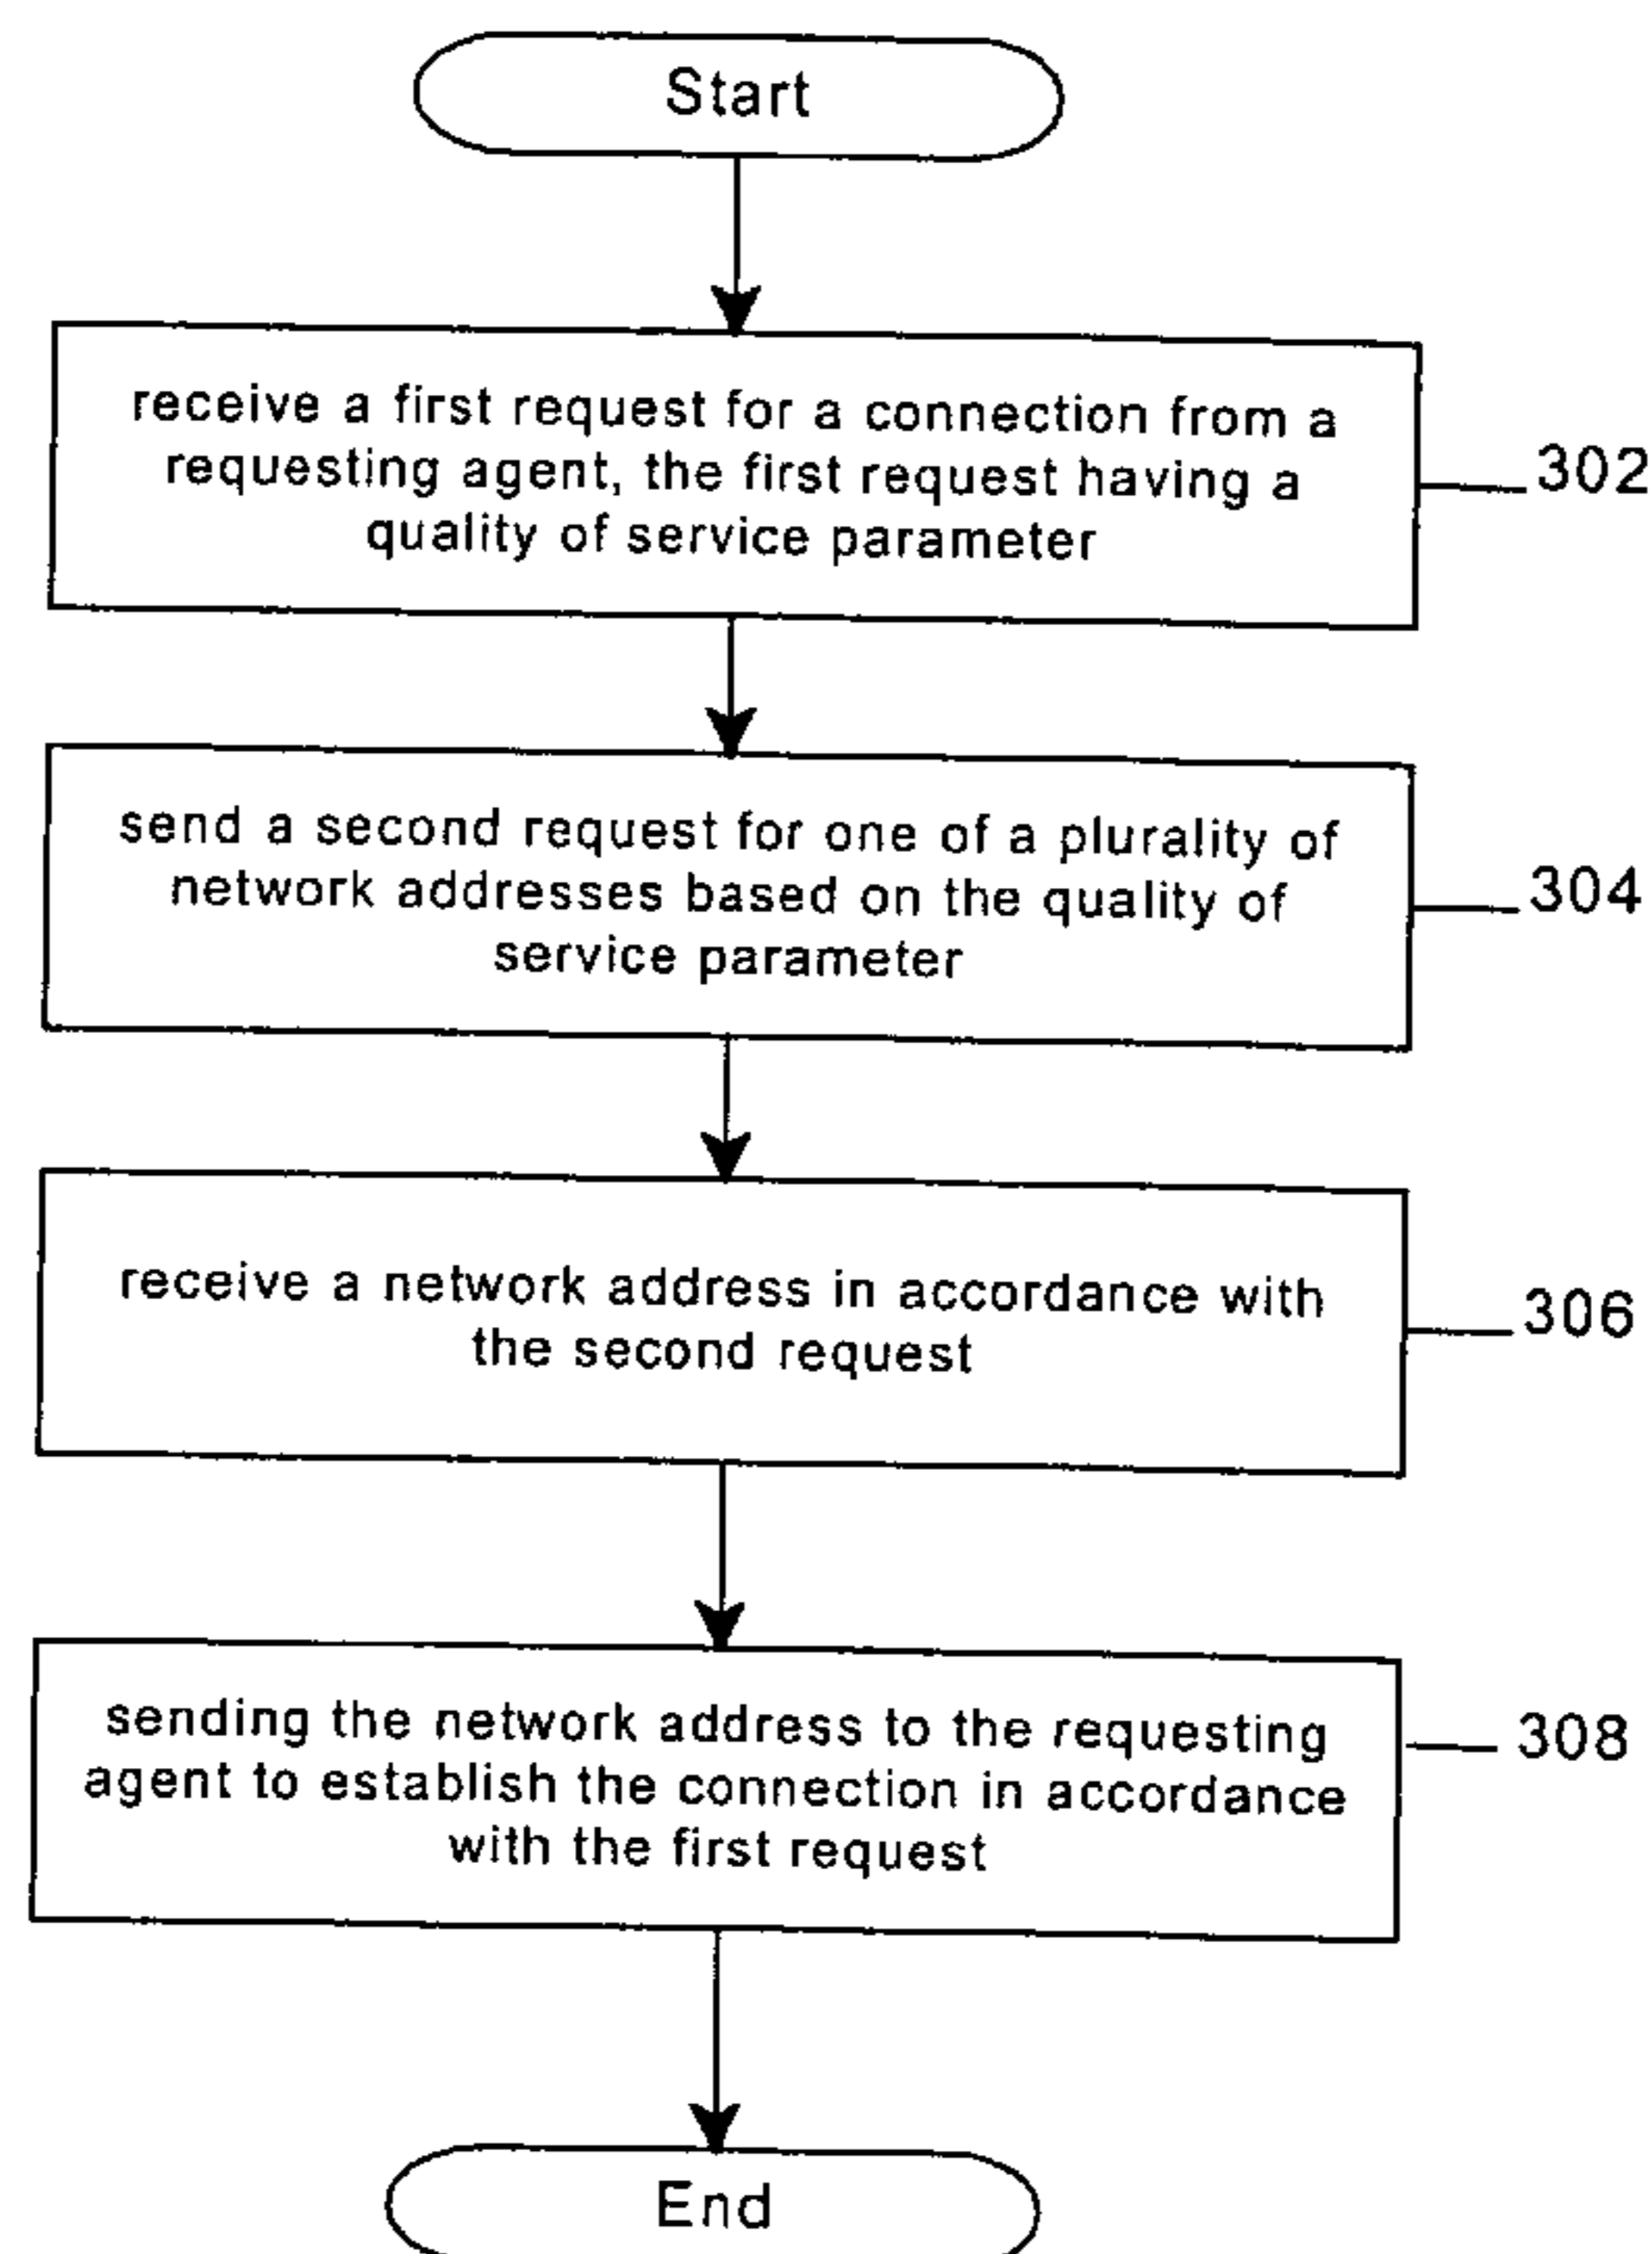 Start
receive a first request for a connection from a
requesting agent, the first request having a
quality of service parameter
302
send a second request for one of a plurality of
network addresses based on the quality of
service parameter
304
receive a network address in accordance with
the second request
306
sending the network address to the requesting
agent to establish the connection in accordance
with the first request
308
End